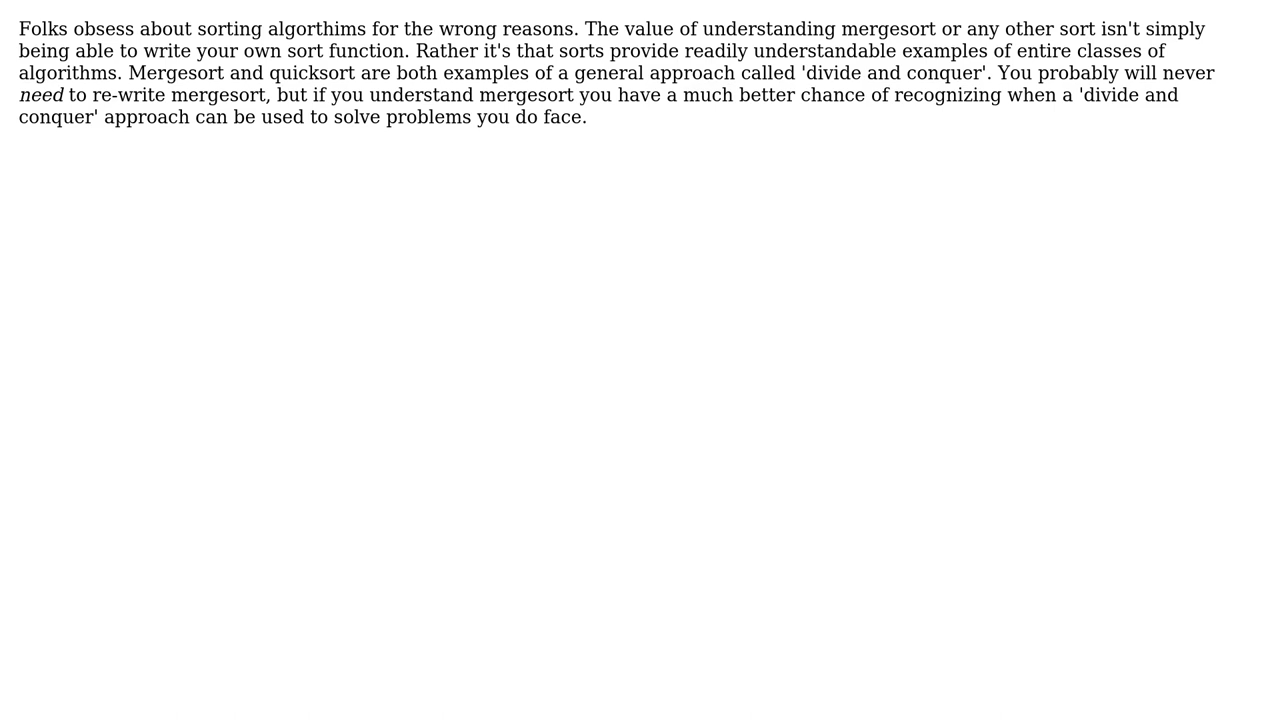 Folks obsess about sorting algorthims for the wrong reasons. The value of understanding mergesort or any other sort isn't simply
being able to write your own sort function. Rather it's that sorts provide readily understandable examples of entire classes of
algorithms. Mergesort and quicksort are both examples of a general approach called 'divide and conquer'. You probably will never
need to re-write mergesort, but if you understand mergesort you have a much better chance of recognizing when a 'divide and
conquer' approach can be used to solve problems you do face.